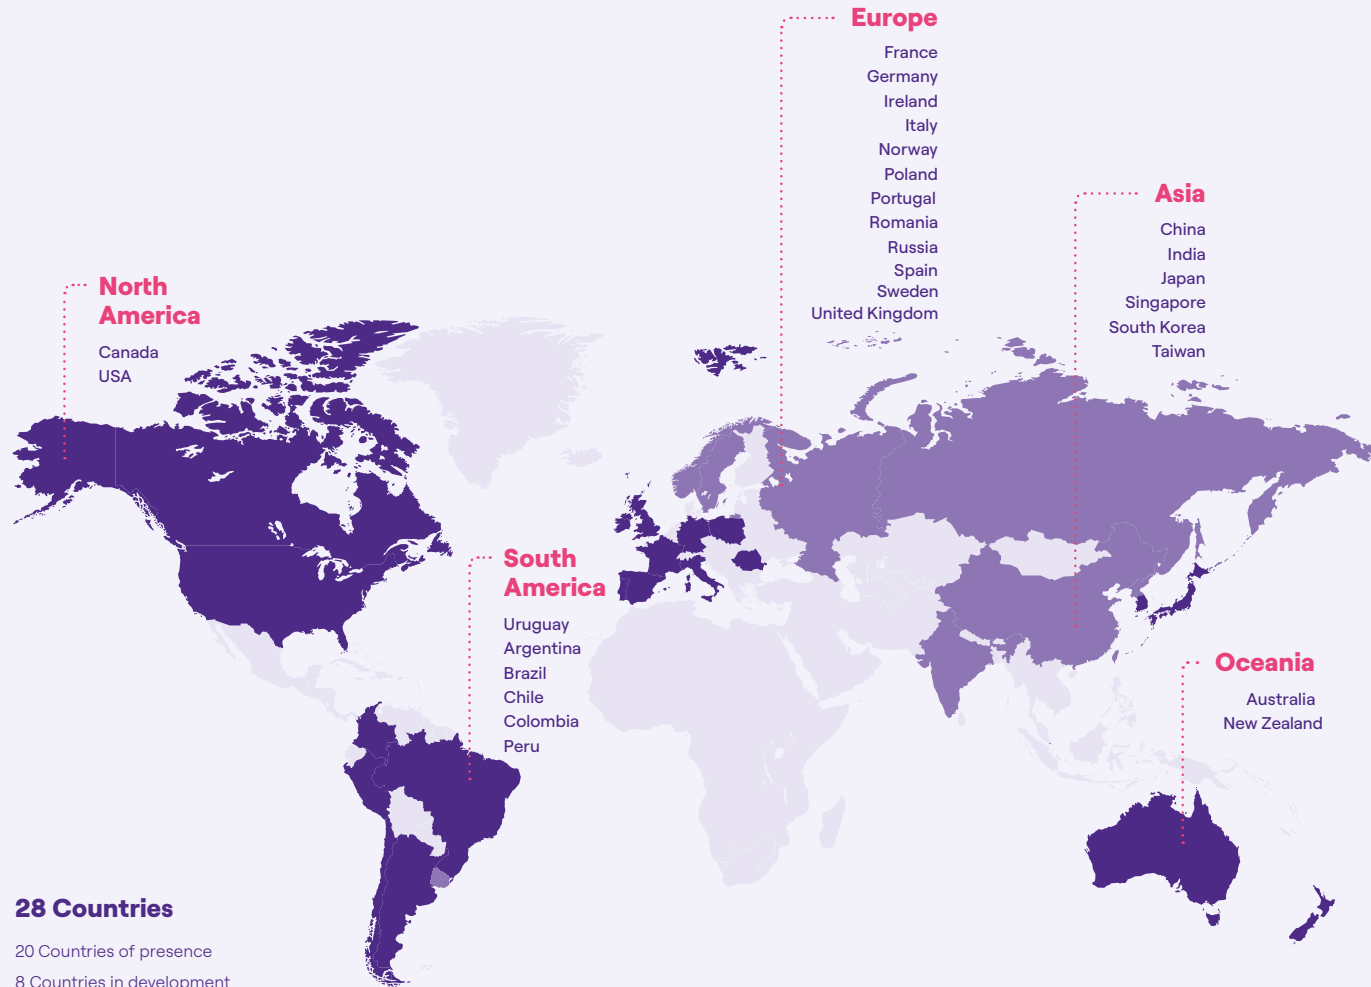 Europe
France
Germany
Ireland
Italy
Norway
Poland
Portugal
Romania
Russia
Spain
Sweden
United Kingdom
Asia
China
India
Japan
Singapore
South Korea
Taiwan
North
America
Canada
USA
South
America
Uruguay
Argentina
Brazil
Chile
Colombia
Peru
Oceania
Australia
New Zealand
28 Countries
20 Countries of presence
8 Countries in development